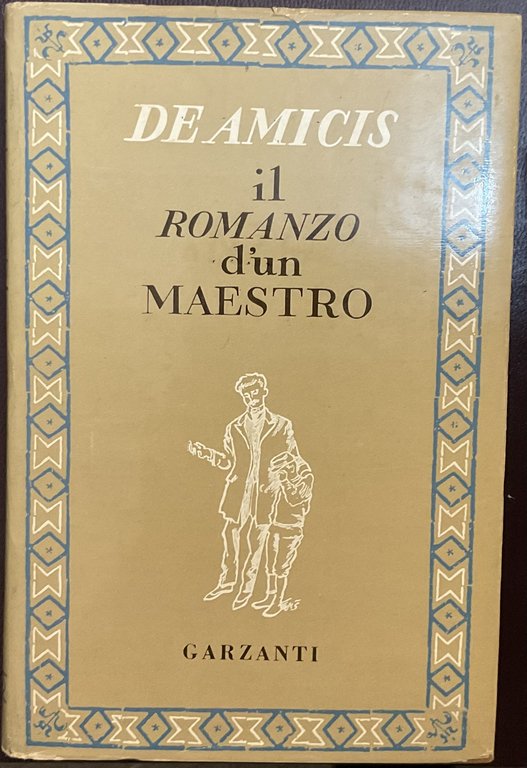 DE AMICIS
il
ROMANZO
d'un
MAESTRO
GARZANTI